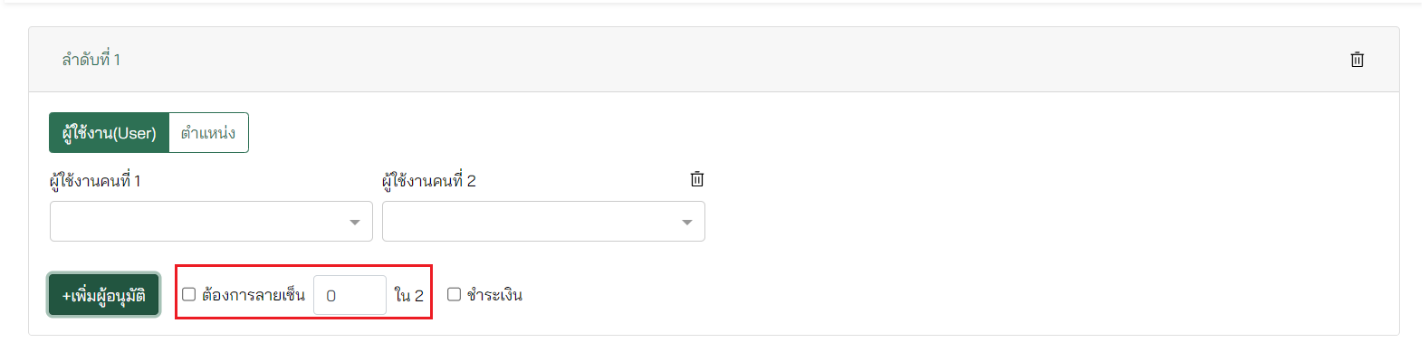 ลำดับที่ 1
ผู้ใช้งาน(User) ตำแหน่ง
ผู้ใช้งานคนที่ 1 ผู้ใช้งานคนที่ 2
+เพิ่มผู้อนุมัติ ต้องการลายเซ็น 0 ใน 2 ชำระเงิน